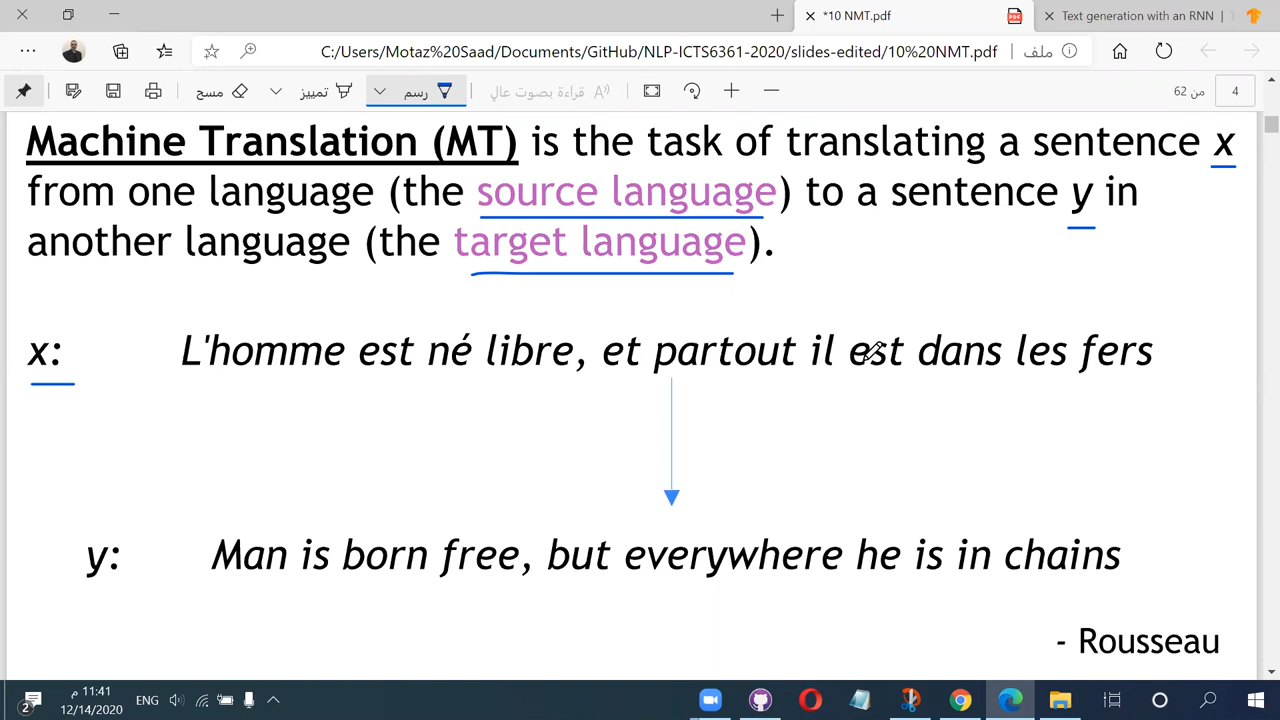 *10 NMT.pdf
Text generation with an RNN
C:/Users/Motaz%20Saad/Documents/GitHub/NLP-ICTS6361-2020/slides-edited/10%20NMT.pdf
ملف
مسح
تمييز
رسم
قراءة بصوت عالٍ
من 62
4
Machine Translation (MT) is the task of translating a sentence x
from one language (the source language) to a sentence y in
another language (the target language).
x: L'homme est né libre, et partout il est dans les fers
y: Man is born free, but everywhere he is in chains
- Rousseau
11:41 م
12/14/2020
ENG
2